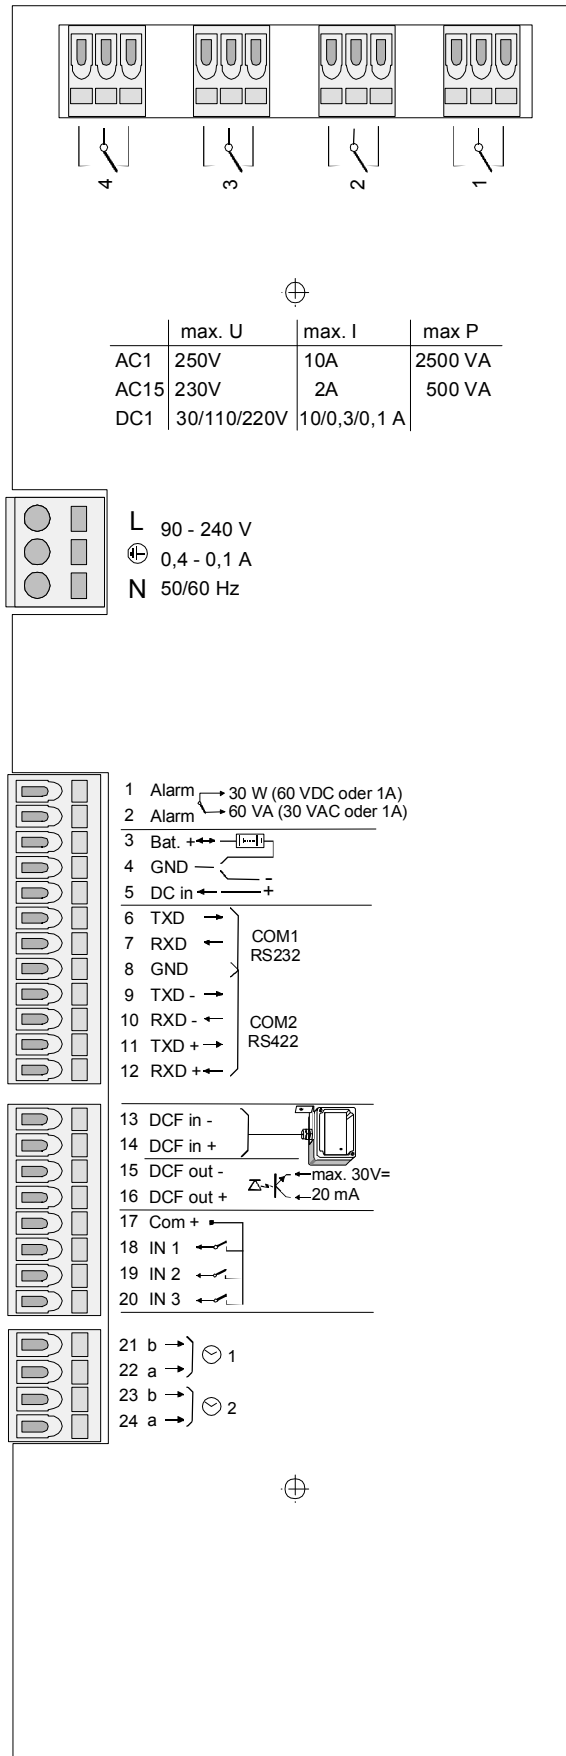 4 3 2 1
max. U max. I max P
AC1 250V 10A 2500 VA
AC15 230V 2A 500 VA
DC1 30/110/220V 10/0,3/0,1 A
L 90 - 240 V
0,4 - 0,1 A
N 50/60 Hz
1 Alarm 30 W (60 VDC oder 1A)
2 Alarm 60 VA (30 VAC oder 1A)
3 Bat. +
4 GND -
5 DC in +
6 TXD
7 RXD COM1
RS232
8 GND
9 TXD -
10 RXD - COM2
RS422
11 TXD +
12 RXD +
13 DCF in -
14 DCF in +
15 DCF out - max. 30V=
16 DCF out + 20 mA
17 Com +
18 IN 1
19 IN 2
20 IN 3
21 b
1
22 a
23 b
2
24 a